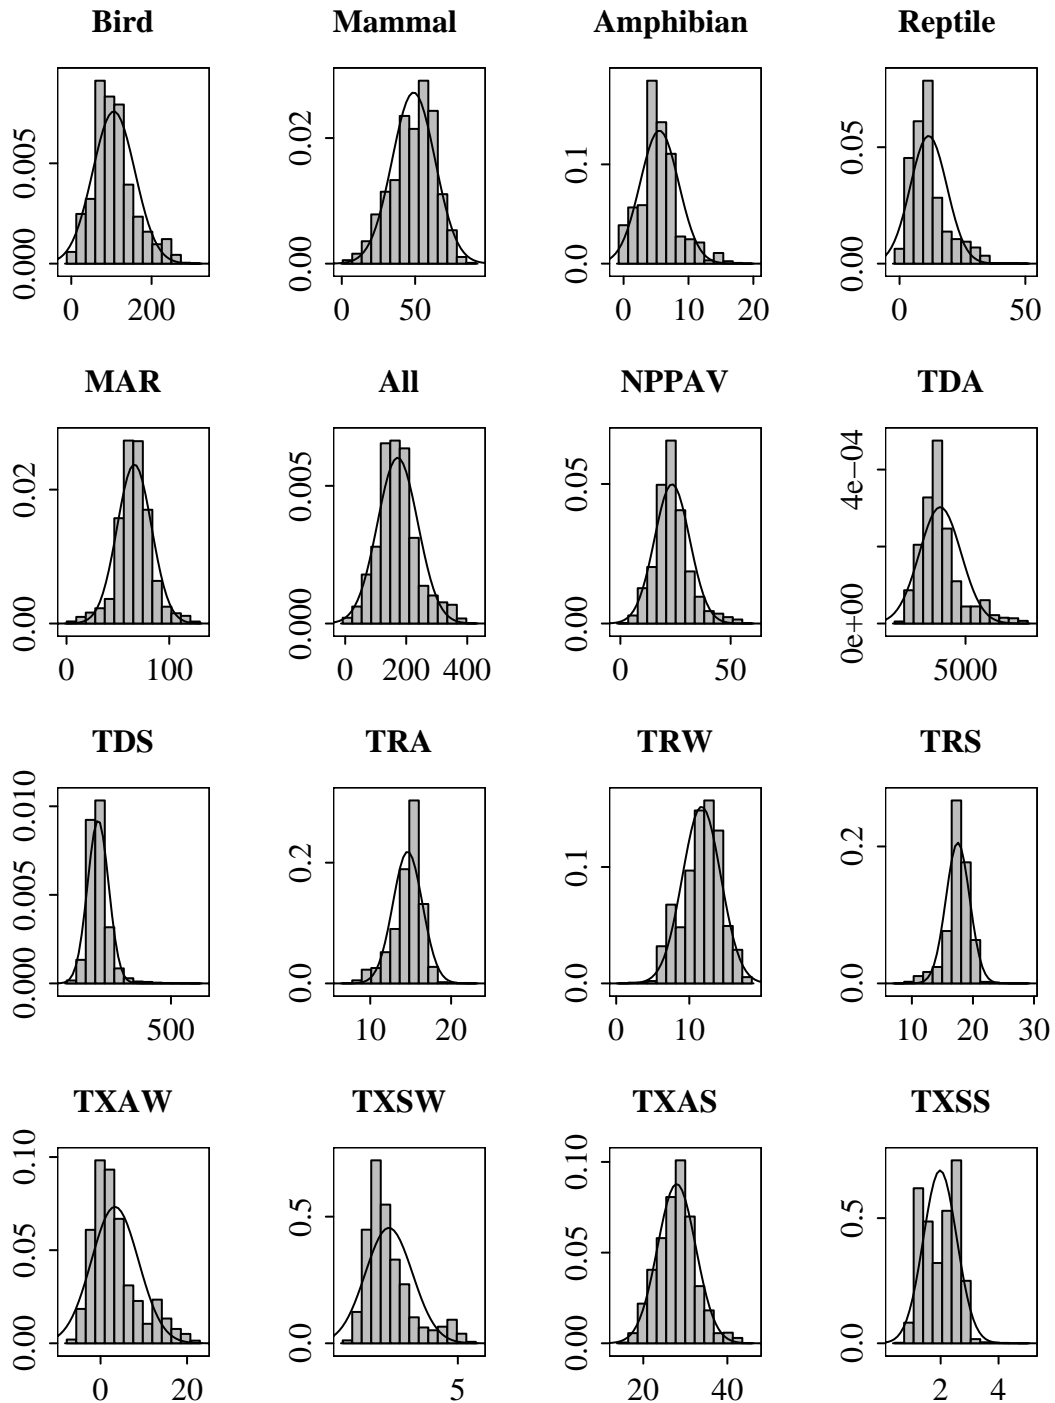 Bird Mammal Amphibian Reptile
0.000 0.005
0.00 0.02
0.0 0.1
0.00 0.05
0 200 0 50 0 10 20 0 50
MAR All NPPAV TDA
0.00 0.02
0.000 0.005
0.00 0.05
0e+00 4e−04
0 100 0 200 400 0 50 5000
TDS TRA TRW TRS
0.000 0.005 0.010
0.0 0.2
0.0 0.1
0.0 0.2
500 10 20 0 10 10 20 30
TXAW TXSW TXAS TXSS
0.00 0.05 0.10
0.0 0.5
0.00 0.05 0.10
0.0 0.5
0 20 5 20 40 2 4